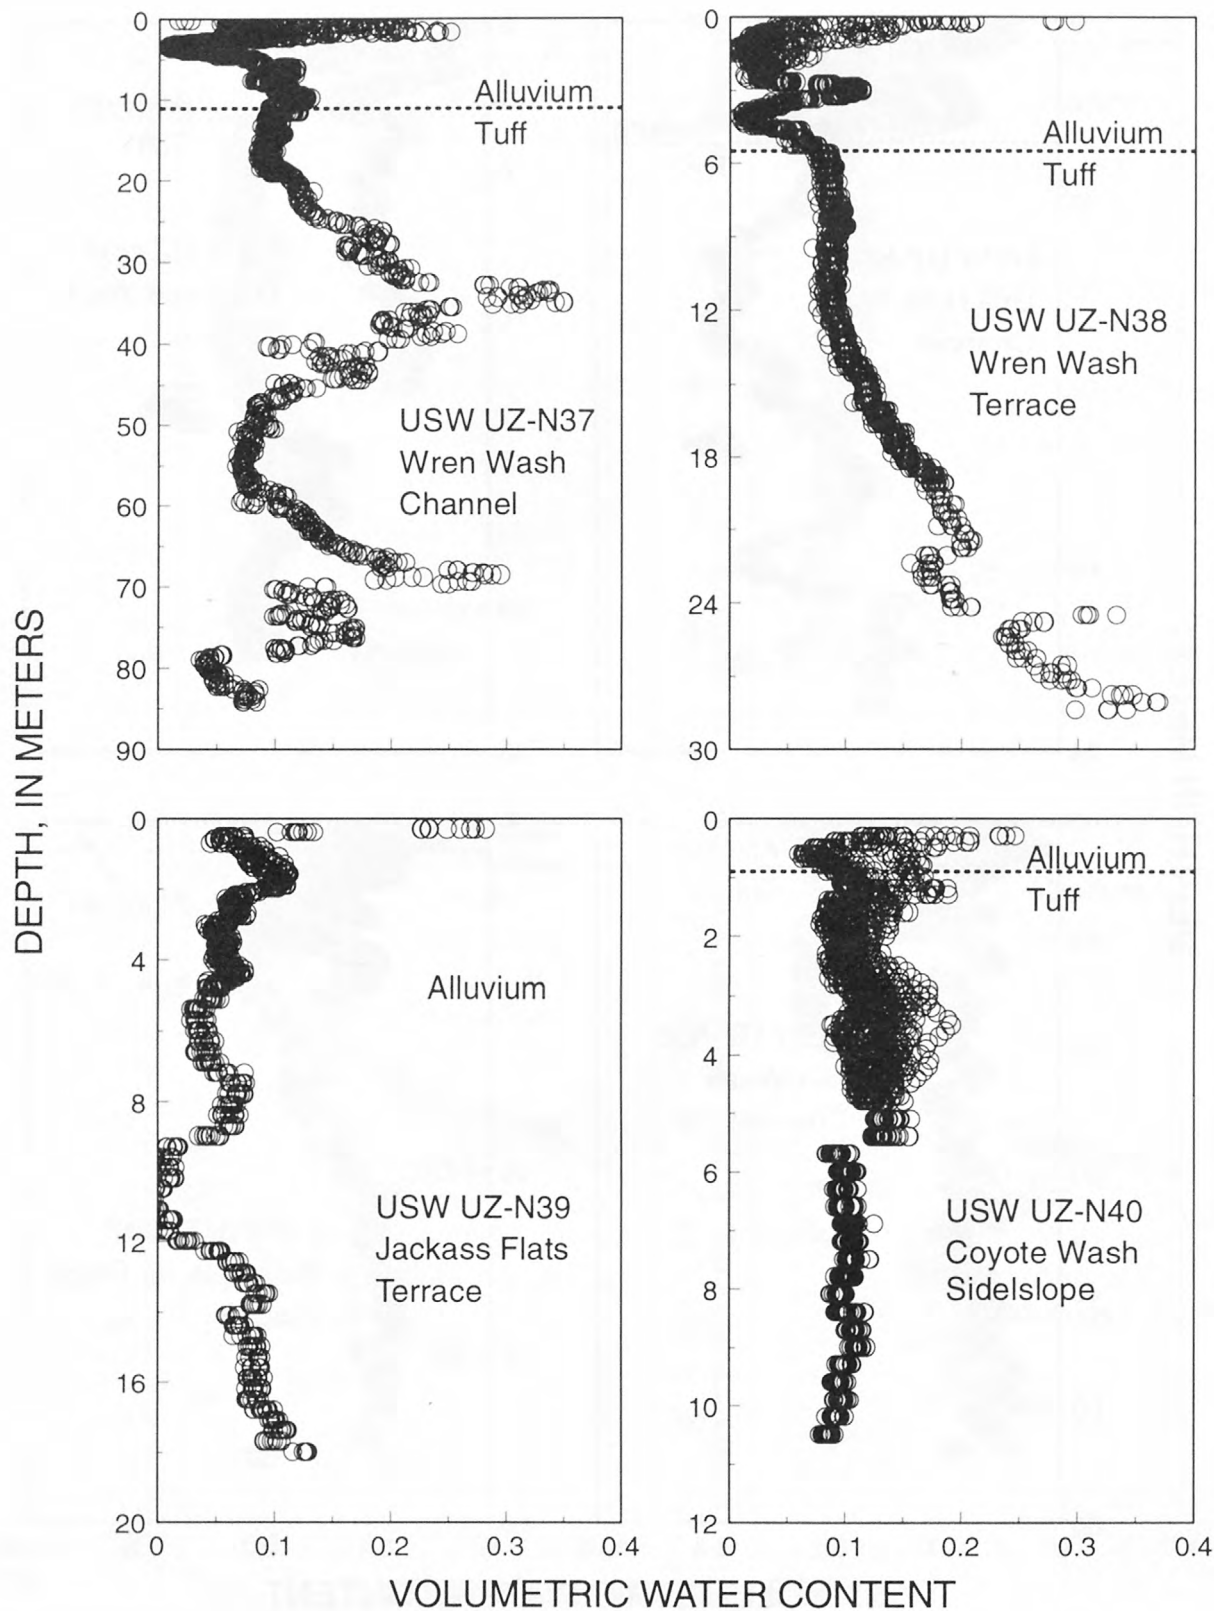 0
10
20
30
40
50
60
70
80
90
Alluvium
Tuff
USW UZ-N37
Wren Wash
Channel
0
6
12
18
24
30
Alluvium
Tuff
USW UZ-N38
Wren Wash
Terrace
DEPTH, IN METERS
0
4
8
12
16
20
Alluvium
USW UZ-N39
Jackass Flats
Terrace
0 0.1 0.2 0.3 0.4
0
2
4
6
8
10
12
Alluvium
Tuff
USW UZ-N40
Coyote Wash
Sidelslope
0 0.1 0.2 0.3 0.4
VOLUMETRIC WATER CONTENT